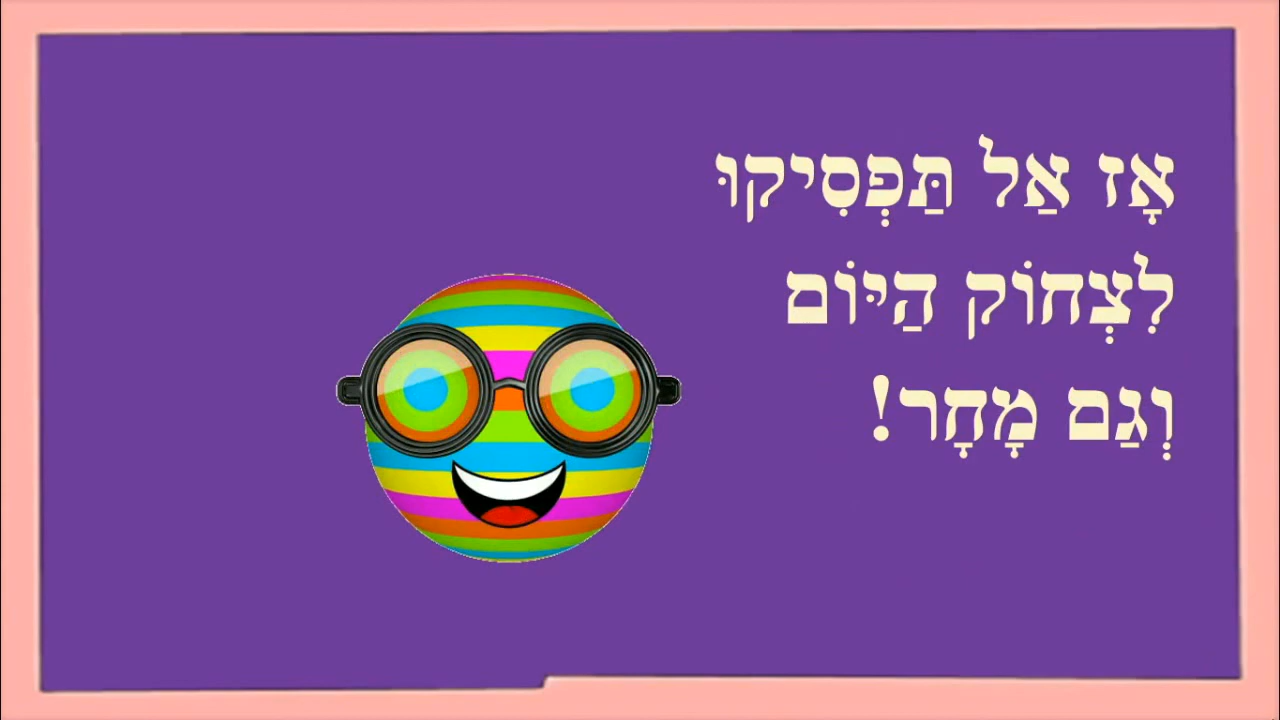 אָז אַל תַּפְסִיקוּ
לִצְחוֹק הַיּוֹם
וְגַם מָחָר!